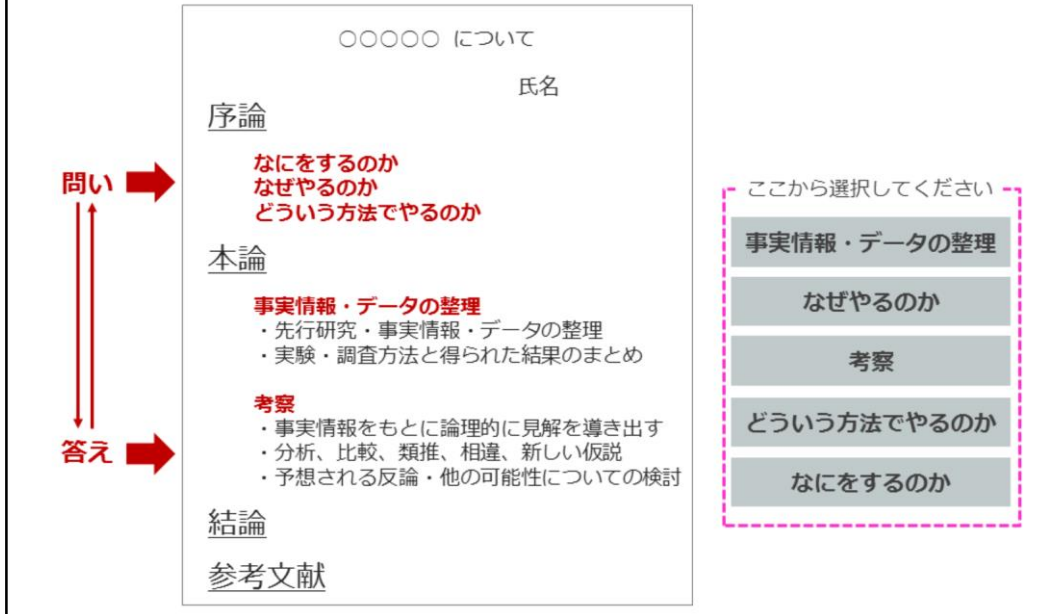 ○○○○○ について
氏名
序論
問い
なにをするのか
なぜやるのか
どういう方法でやるのか
本論
事実情報・データの整理
・先行研究・事実情報・データの整理
・実験・調査方法と得られた結果のまとめ
考察
・事実情報をもとに論理的に見解を導き出す
・分析、比較、類推、相違、新しい仮説
・予想される反論・他の可能性についての検討
答え
結論
参考文献
ここから選択してください
事実情報・データの整理
なぜやるのか
考察
どういう方法でやるのか
なにをするのか